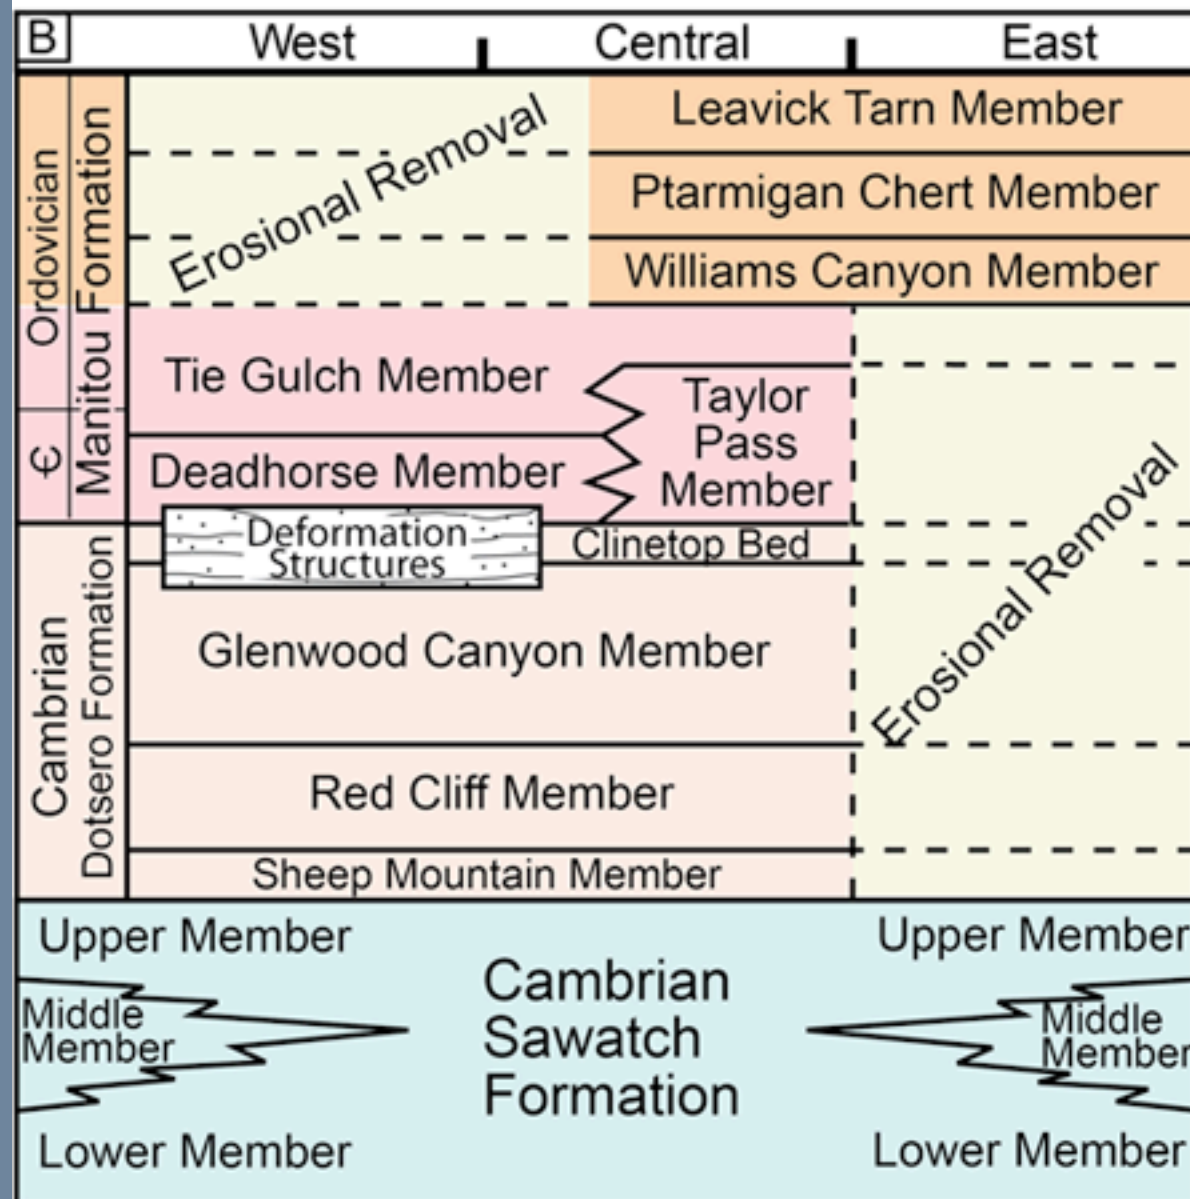 B
West
Central
East
Ordovician
Є
Manitou Formation
Erosional Removal
Leavick Tarn Member
Ptarmigan Chert Member
Williams Canyon Member
Tie Gulch Member
Taylor
Pass
Member
Deadhorse Member
Deformation
Structures
Clinetop Bed
Erosional Removal
Cambrian
Dotsero Formation
Glenwood Canyon Member
Red Cliff Member
Sheep Mountain Member
Upper Member
Middle
Member
Lower Member
Cambrian
Sawatch
Formation
Upper Member
Middle
Member
Lower Member